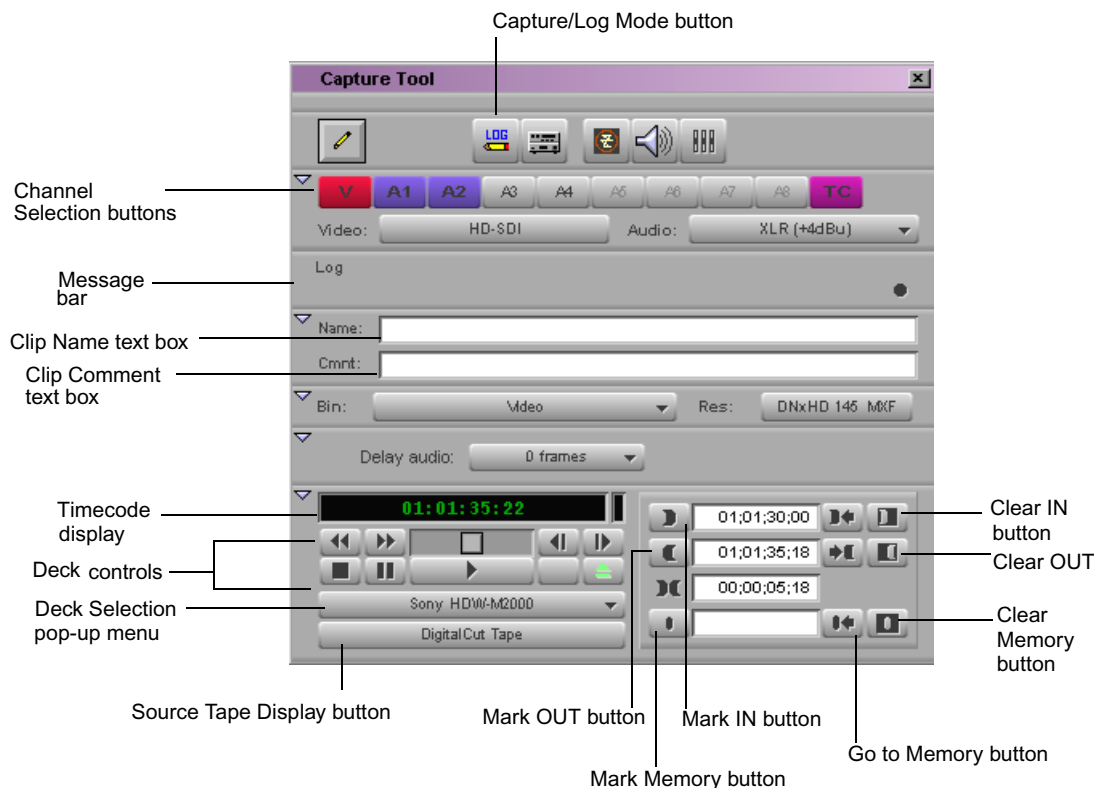 Capture/Log Mode button
Capture Tool
LOG
Channel
Selection buttons
V A1 A2 A3 A4 A5 A6 A7 A8 TC
Video: HD-SDI Audio: XLR (+4dBu)
Message
bar
Log
Clip Name text box
Name:
Clip Comment
text box
Cmnt:
Bin: Video Res: DNxHD 145 MXF
Delay audio: 0 frames
Timecode
display
01:01:35:22
01;01;30;00
Clear IN
button
01;01;35;18
Clear OUT
Deck controls
00;00;05;18
Deck Selection
pop-up menu
Sony HDW-M2000
DigitalCut Tape
Clear
Memory
button
Source Tape Display button
Mark OUT button
Mark IN button
Go to Memory button
Mark Memory button